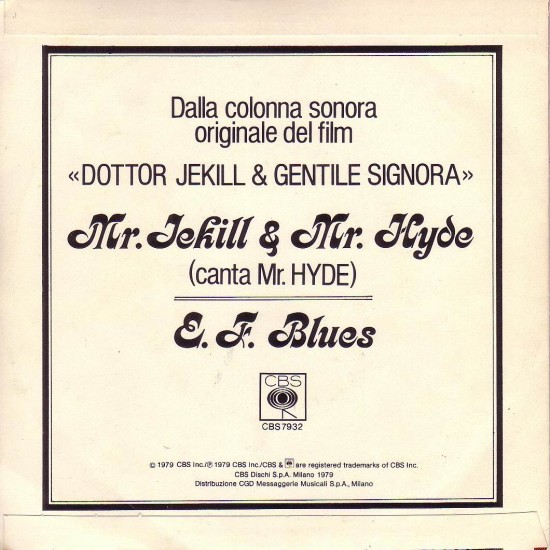 Dalla colonna sonora
originale del film
«DOTTOR JEKILL & GENTILE SIGNORA»
Mr. Jekill & Mr. Hyde
(canta Mr. HYDE)
E. F. Blues
CBS
CBS 7932
© 1979 CBS Inc./℗ 1979 CBS Inc./CBS & are registered trademarks of CBS Inc.
CBS Dischi S.p.A. Milano 1979
Distribuzione CGD Messaggerie Musicali S.p.A., Milano